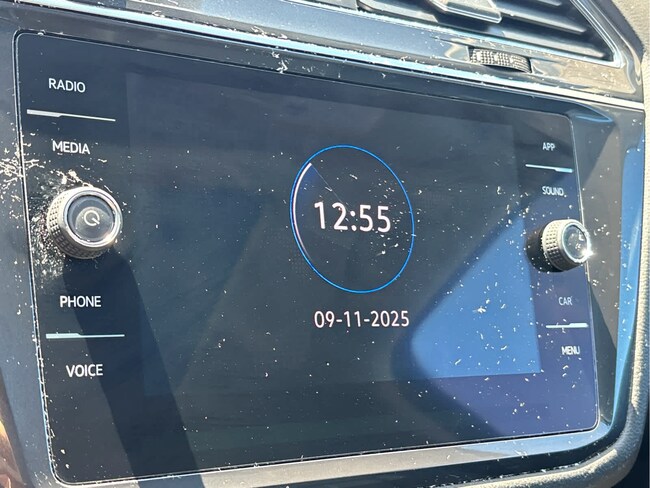 RADIO
MEDIA
PHONE
VOICE
12:55
09-11-2025
APP
SOUND
CAR
MENU